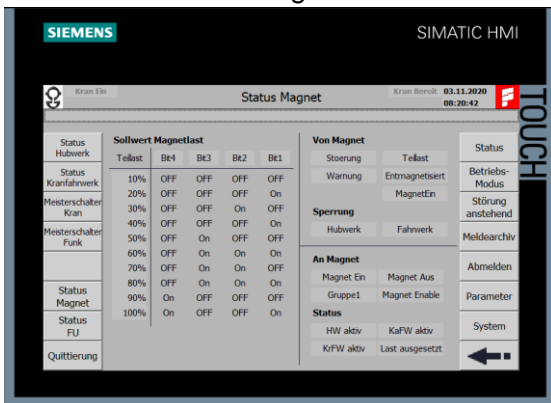 SIEMENS
SIMATIC HMI
TOUCH
Kran Ein
Status Magnet
Kran Bereit
03.11.2020
08:20:42
Status
Hubwerk
Status
Kranfahrwerk
Meisterschalter
Kran
Meisterschalter
Funk
Status
Magnet
Status
FU
Quittierung
Sollwert Magnetlast
Teilast Bit4 Bit3 Bit2 Bit1
10% OFF OFF OFF OFF
20% OFF OFF OFF On
30% OFF OFF On OFF
40% OFF OFF OFF On
50% OFF On OFF OFF
60% OFF On OFF On
70% OFF On On OFF
80% OFF On On On
90% On OFF OFF OFF
100% On OFF OFF On
Von Magnet
Stoerung Teilast
Warnung Entmagnetisiert
MagnetEin
Sperrung
Hubwerk Fahrwerk
An Magnet
Magnet Ein Magnet Aus
Gruppe1 Magnet Enable
Status
HW aktiv KaFW aktiv
KrFW aktiv Last ausgesetzt
Status
Betriebs-
Modus
Störung
anstehend
Meldearchiv
Abmelden
Parameter
System